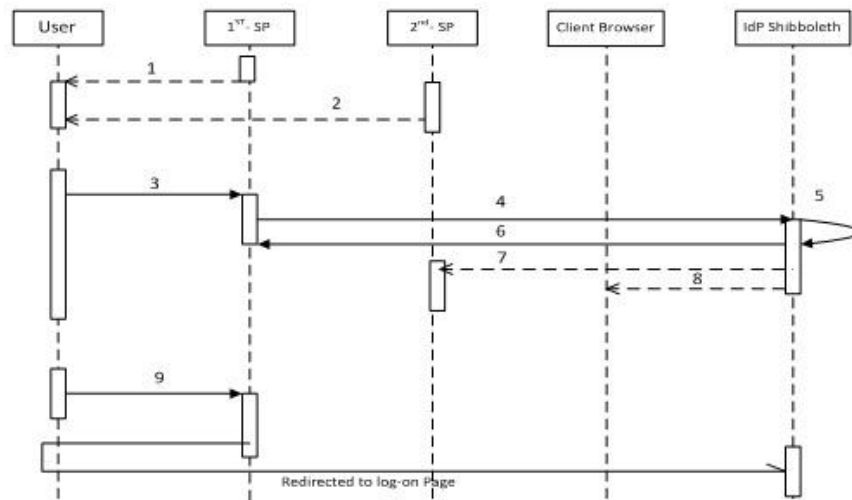 User
1ST- SP
2nd- SP
Client Browser
IdP Shibboleth
1
2
3
4
5
6
7
8
9
Redirected to log-on Page